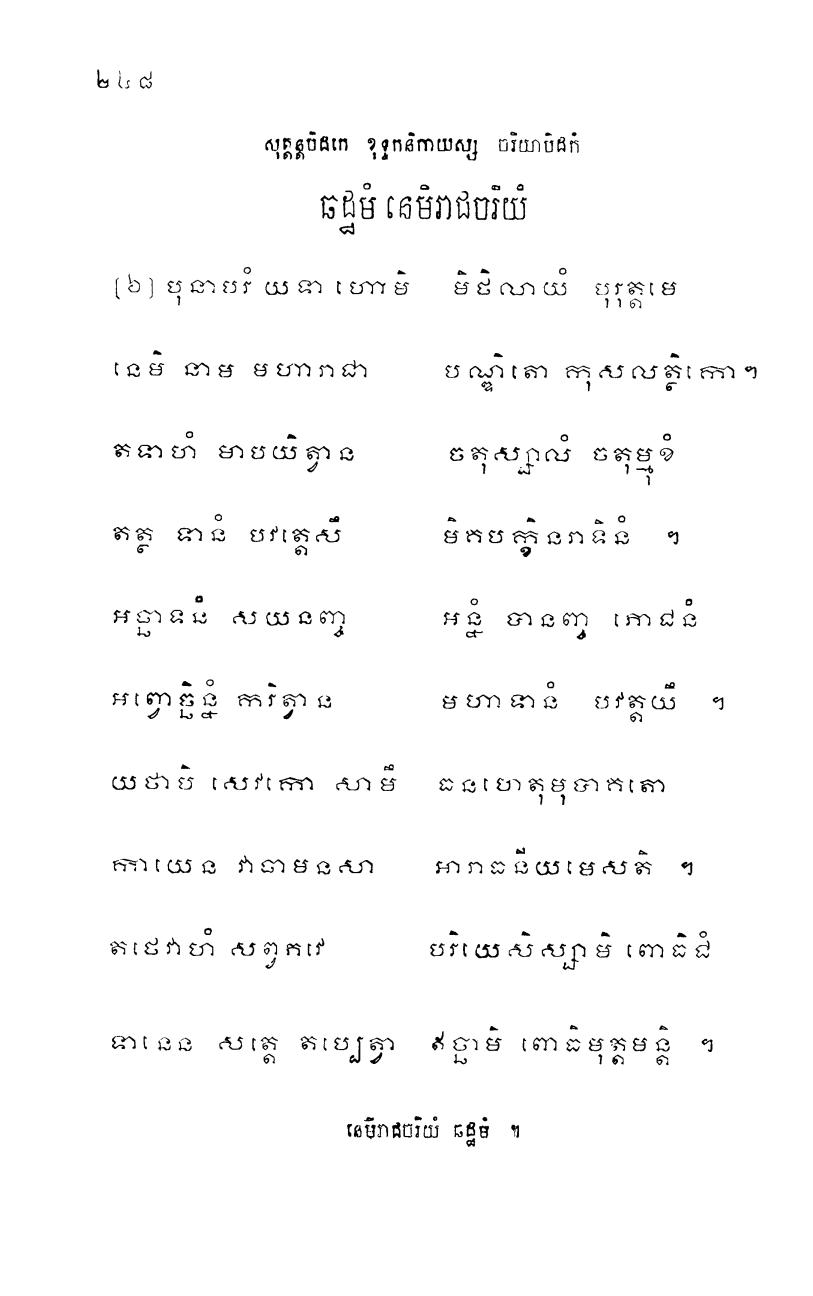 ២៤៨
សុត្តន្តបិដកេ ខុទ្ទកនិកាយស្ស ចរិយាបិដកំ
ឆដ្ឋមំ នេមិរាជចរិយំ
[៦] បុនាបរំ យទា ហោមិ មិថិលាយំ បុរុត្តមេ
នេមិ នាម មហារាជា បណ្ឌិតោ កុសលត្ថិកោ។
តទាហំ មាបយិត្វាន ចតុស្សាលំ ចតុម្មុខំ
តត្ថ ទានំ បវត្តេសឹ មិគបក្ខិនរាទិនំ ។
អច្ឆាទនំ សយនញ្ច អន្នំ បានញ្ច ភោជនំ
អព្វោច្ឆិន្នំ ករិត្វាន មហាទានំ បវត្តយឹ ។
យថាបិ សេវកោ សាមឹ ធនហេតុមុបាគតោ
កាយេន វាចាមនសា អារាធនីយមេសតិ ។
តថេវាហំ សព្វភវេ បរិយេសិស្សាមិ ពោធិជំ
ទានេន សត្តេ តប្បេត្វា ឥច្ឆាមិ ពោធិមុត្តមន្តិ ។
នេមិរាជចរិយំ ឆដ្ឋមំ ។